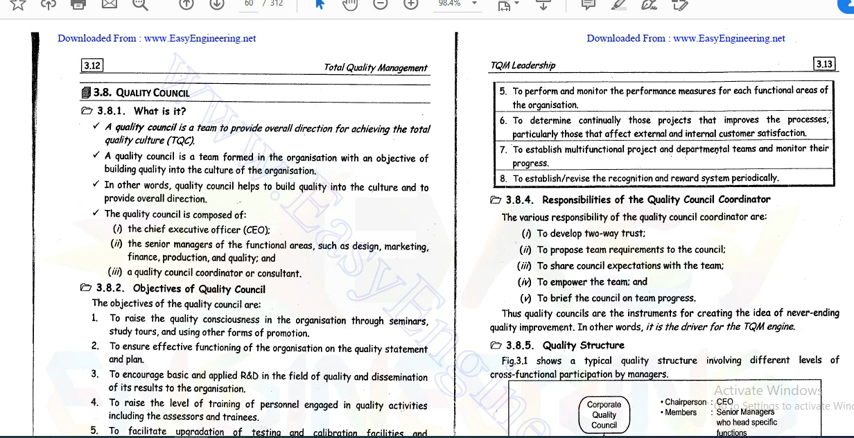 60 / 312
98.4%
Downloaded From : www.EasyEngineering.net
3.12
Total Quality Management
3.8. QUALITY COUNCIL
3.8.1. What is it?
✓ A quality council is a team to provide overall direction for achieving the total
quality culture (TQC).
✓ A quality council is a team formed in the organisation with an objective of
building quality into the culture of the organisation.
✓ In other words, quality council helps to build quality into the culture and to
provide overall direction.
✓ The quality council is composed of:
(i) the chief executive officer (CEO);
(ii) the senior managers of the functional areas, such as design, marketing,
finance, production, and quality; and
(iii) a quality council coordinator or consultant.
3.8.2. Objectives of Quality Council
The objectives of the quality council are:
1. To raise the quality consciousness in the organisation through seminars,
study tours, and using other forms of promotion.
2. To ensure effective functioning of the organisation on the quality statement
and plan.
3. To encourage basic and applied R&D in the field of quality and dissemination
of its results to the organisation.
4. To raise the level of training of personnel engaged in quality activities
including the assessors and trainees.
5. To facilitate upgradation of testing and calibration facilities and
Downloaded From : www.EasyEngineering.net
TQM Leadership
3.13
5. To perform and monitor the performance measures for each functional areas of
the organisation.
6. To determine continually those projects that improves the processes,
particularly those that affect external and internal customer satisfaction.
7. To establish multifunctional project and departmental teams and monitor their
progress.
8. To establish/revise the recognition and reward system periodically.
3.8.4. Responsibilities of the Quality Council Coordinator
The various responsibility of the quality council coordinator are:
(i) To develop two-way trust;
(ii) To propose team requirements to the council;
(iii) To share council expectations with the team;
(iv) To empower the team; and
(v) To brief the council on team progress.
Thus quality councils are the instruments for creating the idea of never-ending
quality improvement. In other words, it is the driver for the TQM engine.
3.8.5. Quality Structure
Fig.3.1 shows a typical quality structure involving different levels of
cross-functional participation by managers.
Corporate
Quality
Council
• Chairperson : CEO
• Members : Senior Managers
who head specific
functions
Activate Windows
Settings to activate Win
www.EasyEngine